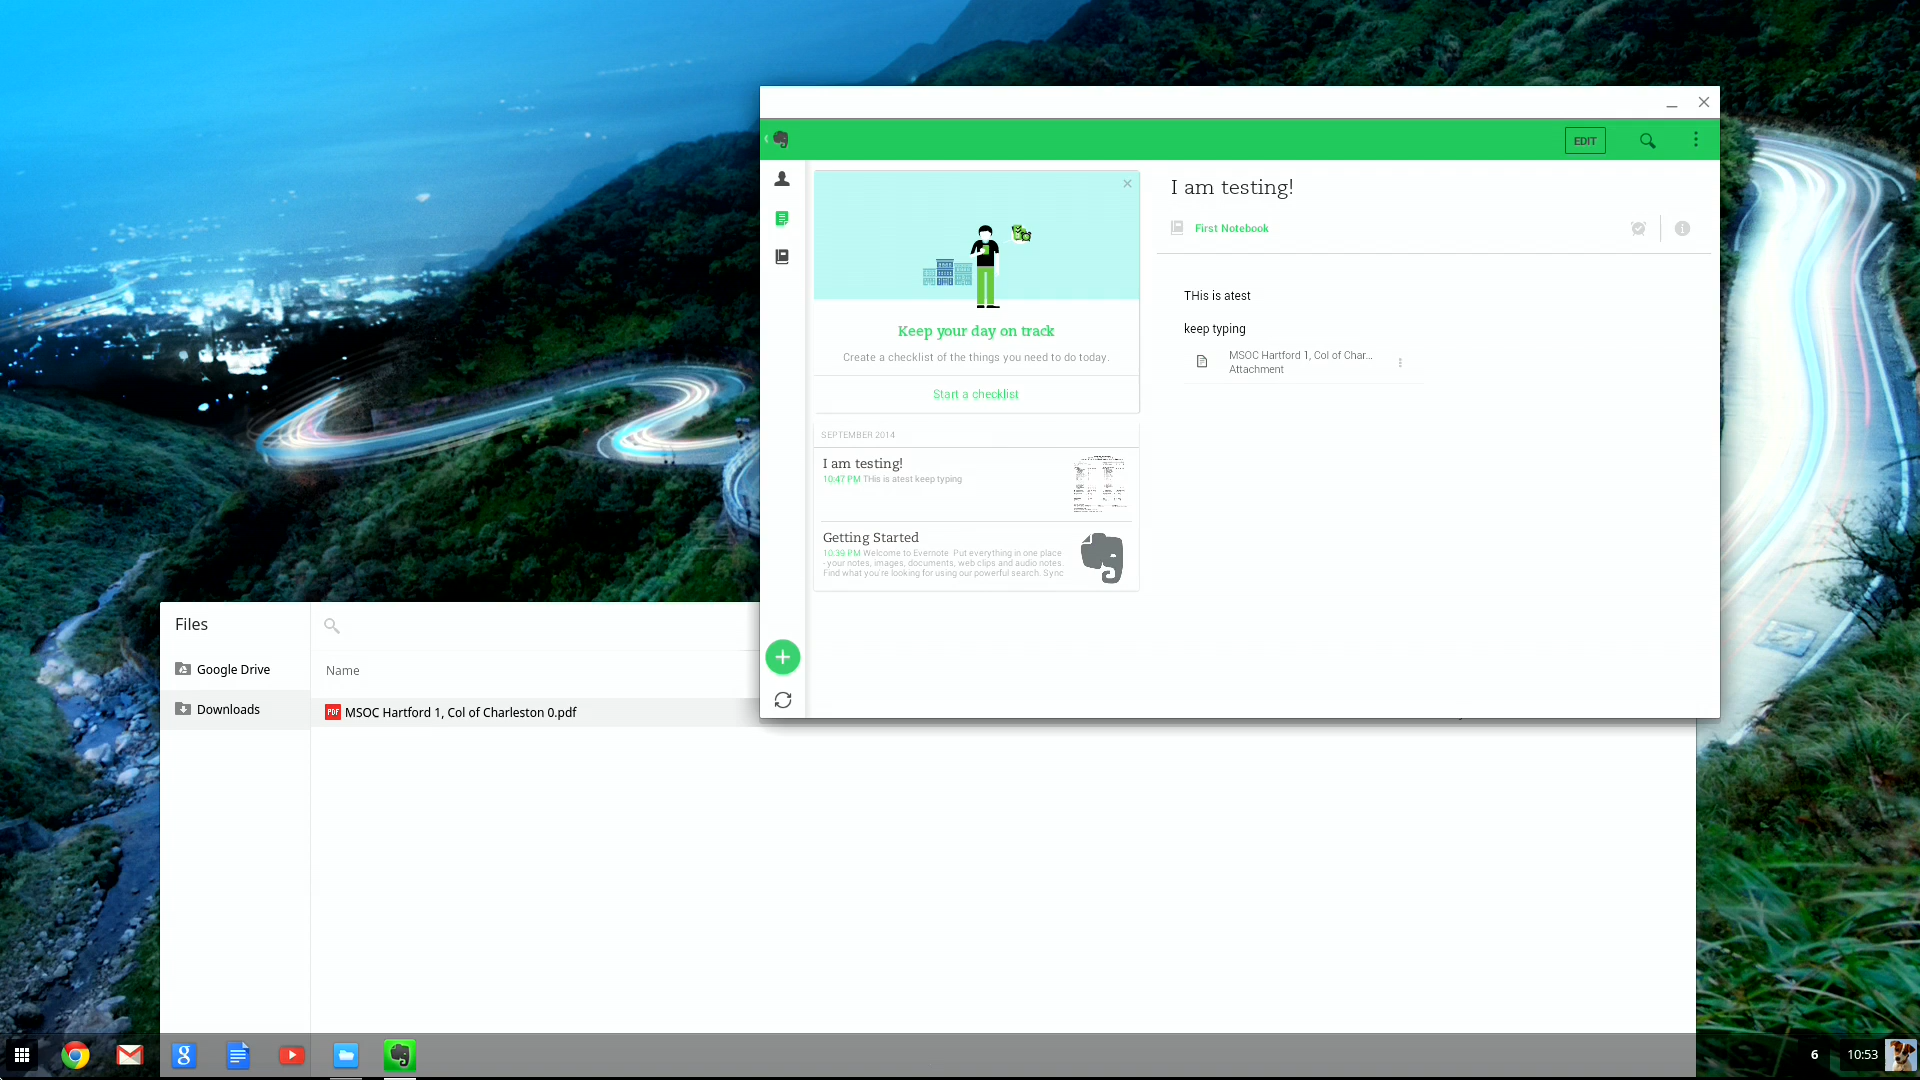 EDIT
Keep your day on track
Create a checklist of the things you need to do today.
Start a checklist
SEPTEMBER 2014
I am testing!
10:47 PM THis is atest keep typing
Getting Started
10:39 PM Welcome to Evernote. Put everything in one place
- your notes, images, documents, web clips and audio notes.
Find what you're looking for using our powerful search. Sync
I am testing!
First Notebook
THis is atest
keep typing
MSOC Hartford 1, Col of Char...
Attachment
Files
Google Drive
Downloads
Name
PDF MSOC Hartford 1, Col of Charleston 0.pdf
8
6
10:53